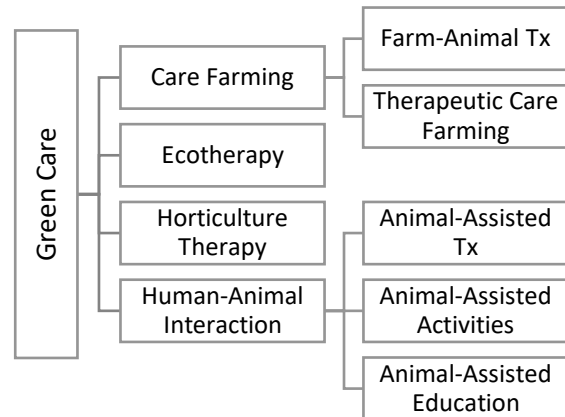 Green Care
Care Farming
Farm-Animal Tx
Therapeutic Care
Farming
Ecotherapy
Horticulture
Therapy
Human-Animal
Interaction
Animal-Assisted
Tx
Animal-Assisted
Activities
Animal-Assisted
Education